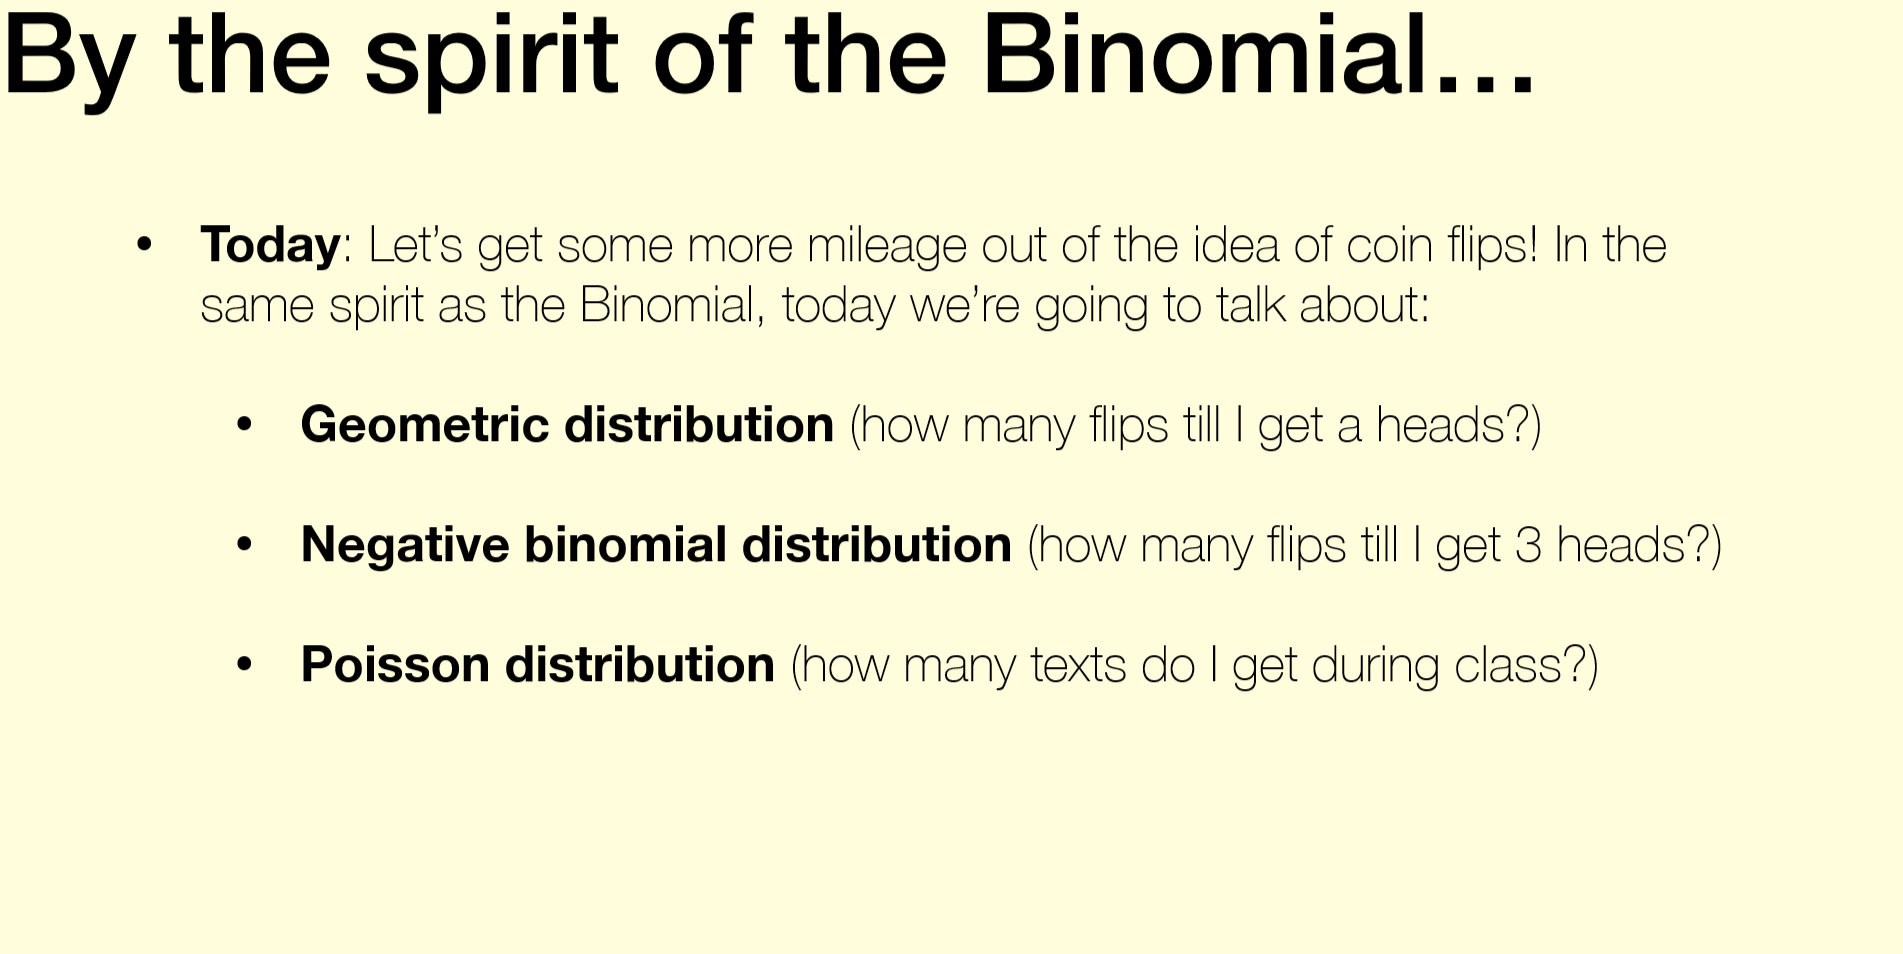 By the spirit of the Binomial…
• Today: Let’s get some more mileage out of the idea of coin flips! In the
same spirit as the Binomial, today we’re going to talk about:
• Geometric distribution (how many flips till I get a heads?)
• Negative binomial distribution (how many flips till I get 3 heads?)
• Poisson distribution (how many texts do I get during class?)